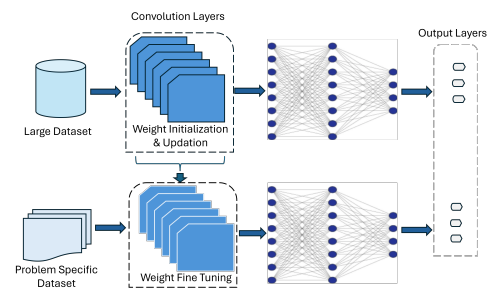 Convolution Layers
Output Layers
Large Dataset
Weight Initialization
& Updation
Problem Specific
Dataset
Weight Fine Tuning